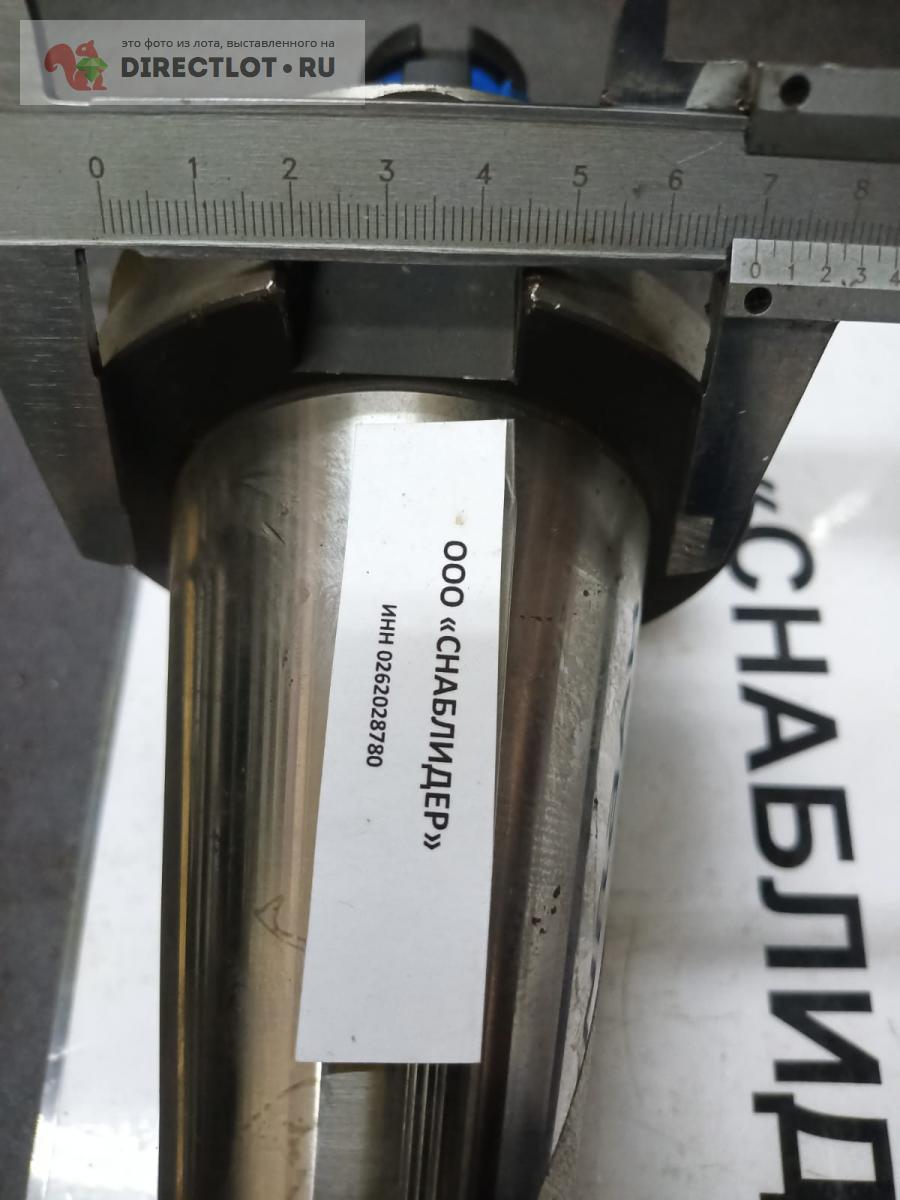 это фото из лота, выставленного на
DIRECTLOT • RU
0 1 2 3 4 5 6 7 8
0 1 2 3 4
ООО «СНАБЛИДЕР»
ИНН 0262028780
«СНАБЛИД